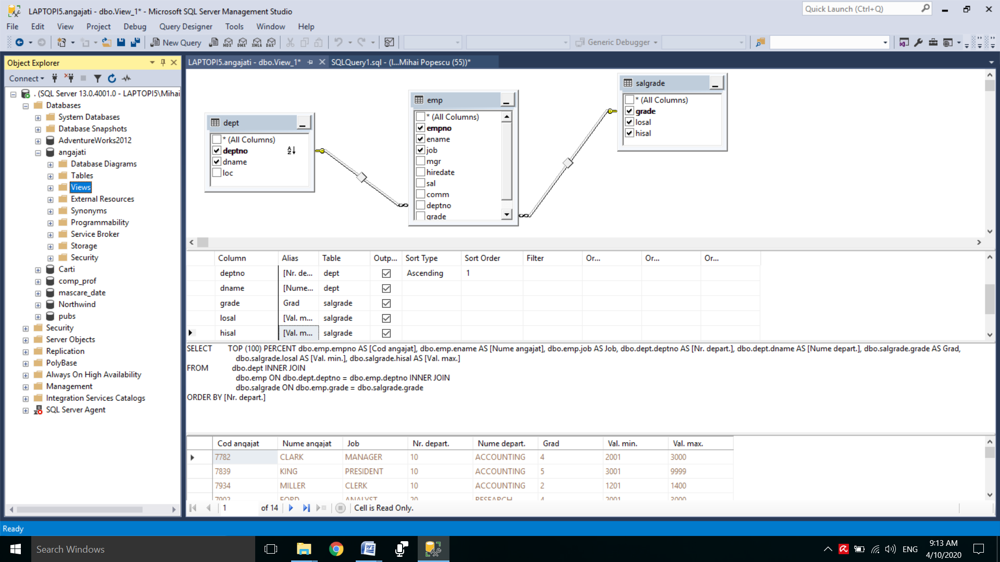 LAPTOPI5.angajati - dbo.View_1* - Microsoft SQL Server Management Studio
Quick Launch (Ctrl+Q)
File Edit View Project Debug Query Designer Tools Window Help
New Query
MDX DMX XMLA DAX
Generic Debugger
Object Explorer
Connect
. (SQL Server 13.0.4001.0 - LAPTOPI5\Mihai
Databases
System Databases
Database Snapshots
AdventureWorks2012
angajati
Database Diagrams
Tables
Views
External Resources
Synonyms
Programmability
Service Broker
Storage
Security
Carti
comp_prof
mascare_date
Northwind
pubs
Security
Server Objects
Replication
PolyBase
Always On High Availability
Management
Integration Services Catalogs
SQL Server Agent
LAPTOPI5.angajati - dbo.View_1*
SQLQuery1.sql - (l...Mihai Popescu (55))*
dept
* (All Columns)
deptno
dname
loc
emp
* (All Columns)
empno
ename
job
mgr
hiredate
sal
comm
deptno
grade
salgrade
* (All Columns)
grade
losal
hisal
Column Alias Table Outp... Sort Type Sort Order Filter Or... Or... Or...
deptno [Nr. de... dept Ascending 1
dname [Nume... dept
grade Grad salgrade
losal [Val. m... salgrade
hisal [Val. m... salgrade
SELECT TOP (100) PERCENT dbo.emp.empno AS [Cod angajat], dbo.emp.ename AS [Nume angajat], dbo.emp.job AS Job, dbo.dept.deptno AS [Nr. depart.], dbo.dept.dname AS [Nume depart.], dbo.salgrade.grade AS Grad,
dbo.salgrade.losal AS [Val. min.], dbo.salgrade.hisal AS [Val. max.]
FROM dbo.dept INNER JOIN
dbo.emp ON dbo.dept.deptno = dbo.emp.deptno INNER JOIN
dbo.salgrade ON dbo.emp.grade = dbo.salgrade.grade
ORDER BY [Nr. depart.]
Cod angajat Nume angajat Job Nr. depart. Nume depart. Grad Val. min. Val. max.
7782 CLARK MANAGER 10 ACCOUNTING 4 2001 3000
7839 KING PRESIDENT 10 ACCOUNTING 5 3001 9999
7934 MILLER CLERK 10 ACCOUNTING 2 1201 1400
7902 FORD ANALYST 20 RESEARCH 4 2001 3000
1 of 14 Cell is Read Only.
Ready
Search Windows
ENG
9:13 AM
4/10/2020